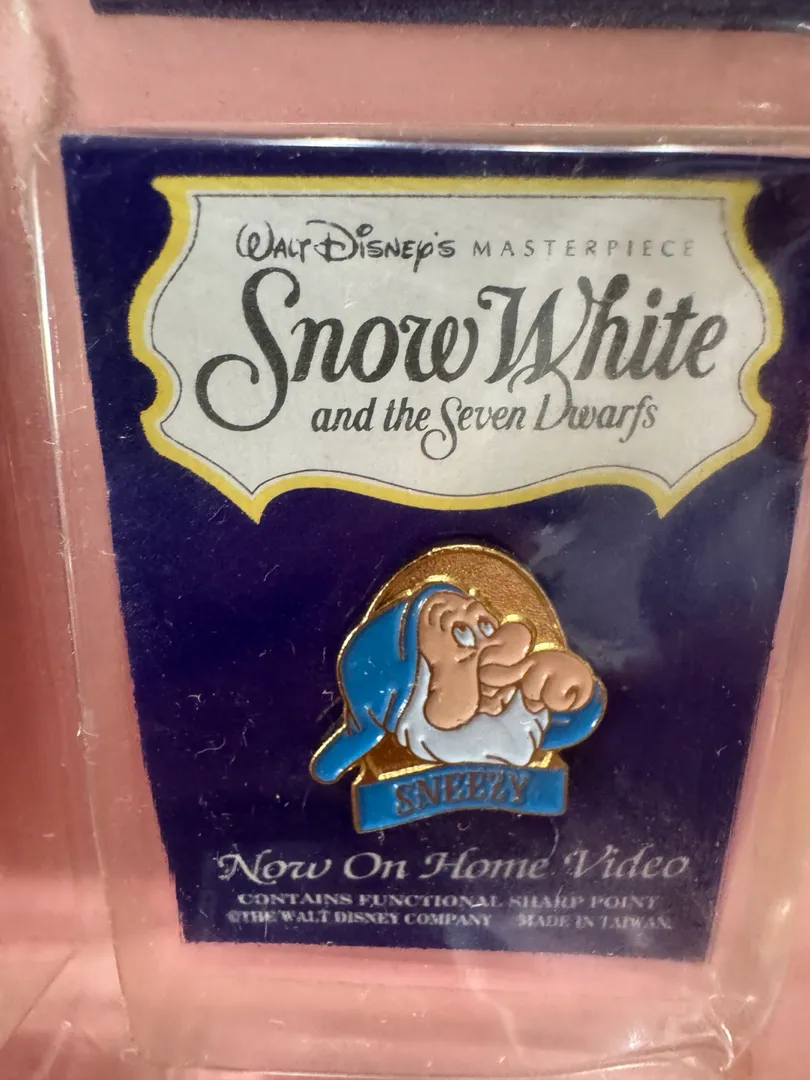 WALT DISNEY'S MASTERPIECE
Snow White
and the Seven Dwarfs
SNEEZY
Now On Home Video
CONTAINS FUNCTIONAL SHARP POINT
©THE WALT DISNEY COMPANY MADE IN TAIWAN.